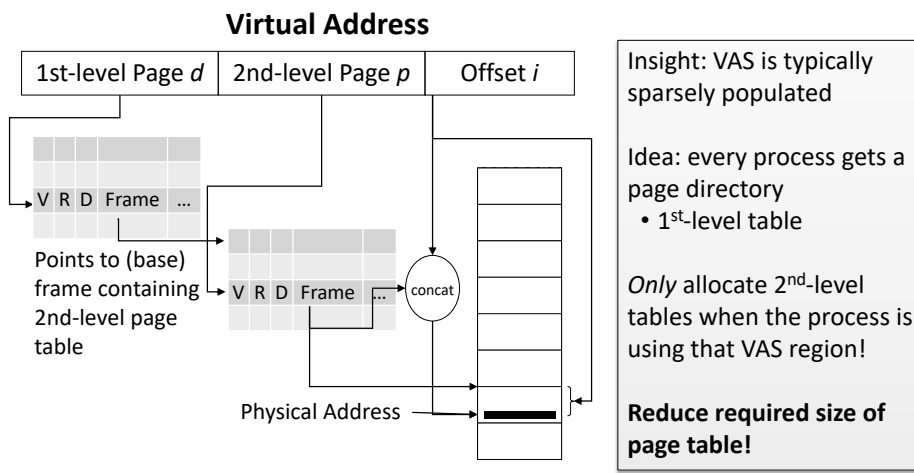 Virtual Address
1st-level Page d
2nd-level Page p
Offset i
V R D Frame ...
Points to (base)
frame containing
2nd-level page
table
V R D Frame ...
concat
Physical Address
Insight: VAS is typically
sparsely populated
Idea: every process gets a
page directory
• 1st-level table
Only allocate 2nd-level
tables when the process is
using that VAS region!
Reduce required size of
page table!